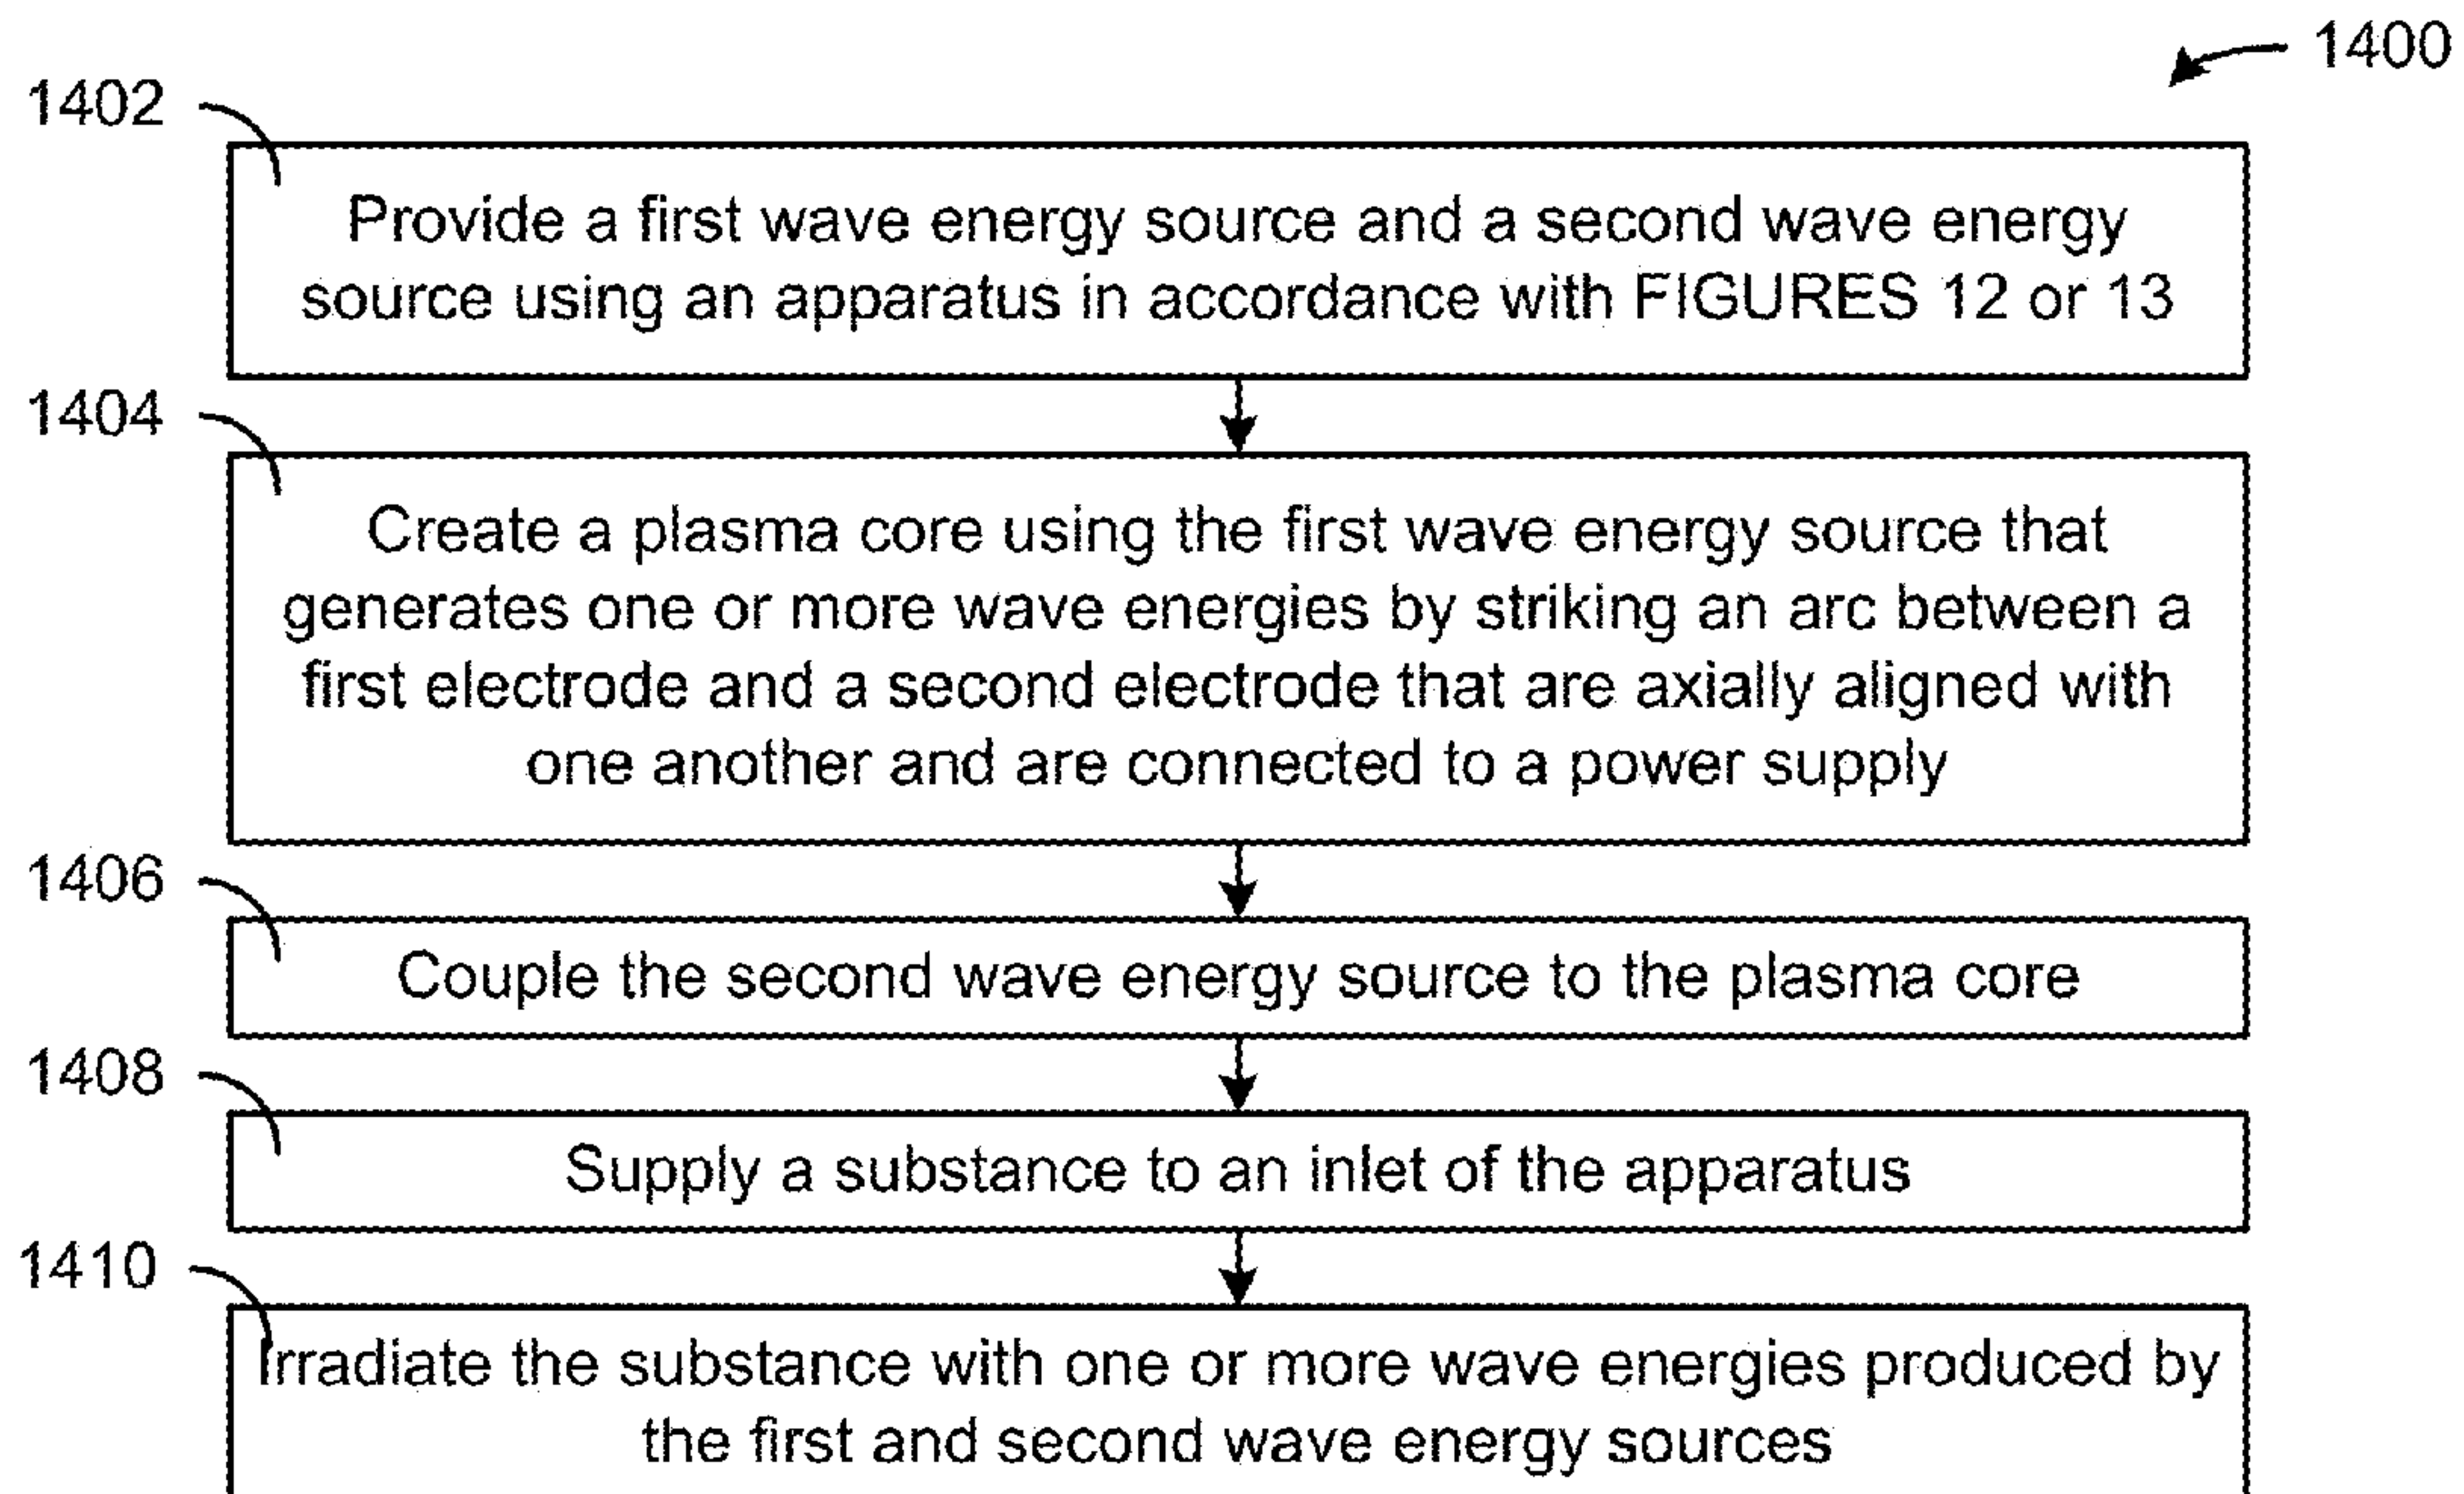 1400
1402
Provide a first wave energy source and a second wave energy
source using an apparatus in accordance with FIGURES 12 or 13
1404
Create a plasma core using the first wave energy source that
generates one or more wave energies by striking an arc between a
first electrode and a second electrode that are axially aligned with
one another and are connected to a power supply
1406
Couple the second wave energy source to the plasma core
1408
Supply a substance to an inlet of the apparatus
1410
Irradiate the substance with one or more wave energies produced by
the first and second wave energy sources